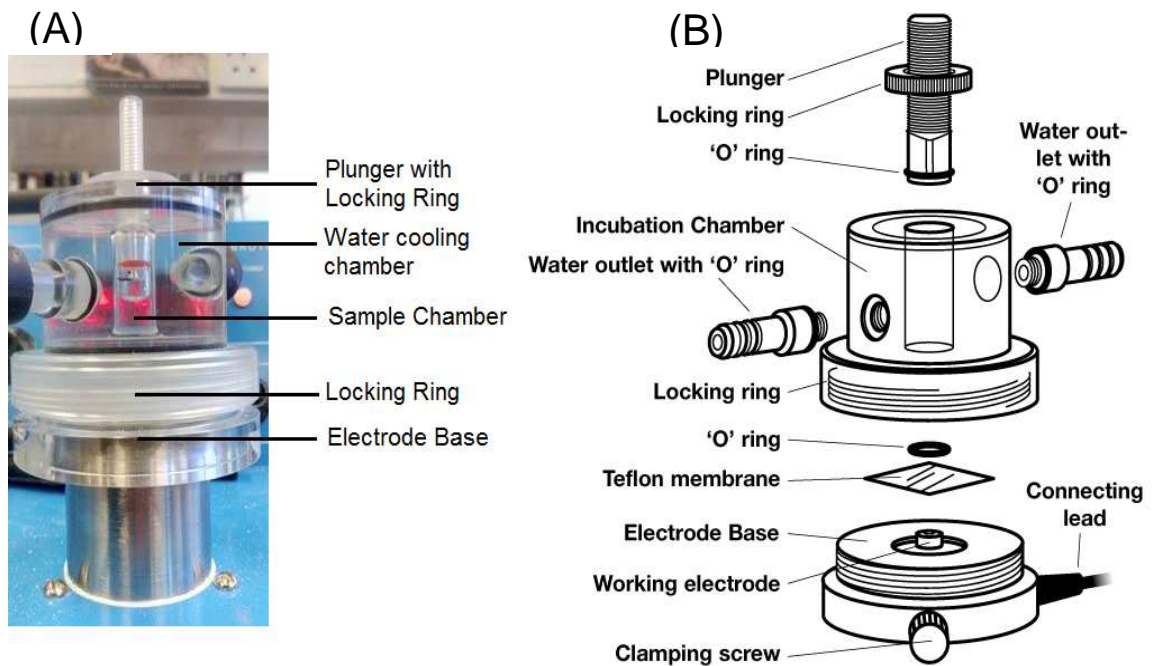 (A)
Plunger with
Locking Ring
Water cooling
chamber
Sample Chamber
Locking Ring
Electrode Base
(B)
Plunger
Locking ring
‘O’ ring
Water out-
let with
‘O’ ring
Incubation Chamber
Water outlet with ‘O’ ring
Locking ring
‘O’ ring
Teflon membrane
Connecting
lead
Electrode Base
Working electrode
Clamping screw